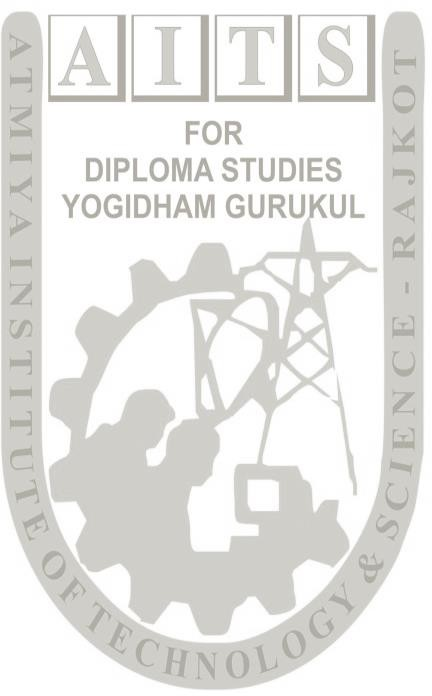 AITS
FOR
DIPLOMA STUDIES
YOGIDHAM GURUKUL
ATMIYA INSTITUTE OF TECHNOLOGY & SCIENCE - RAJKOT